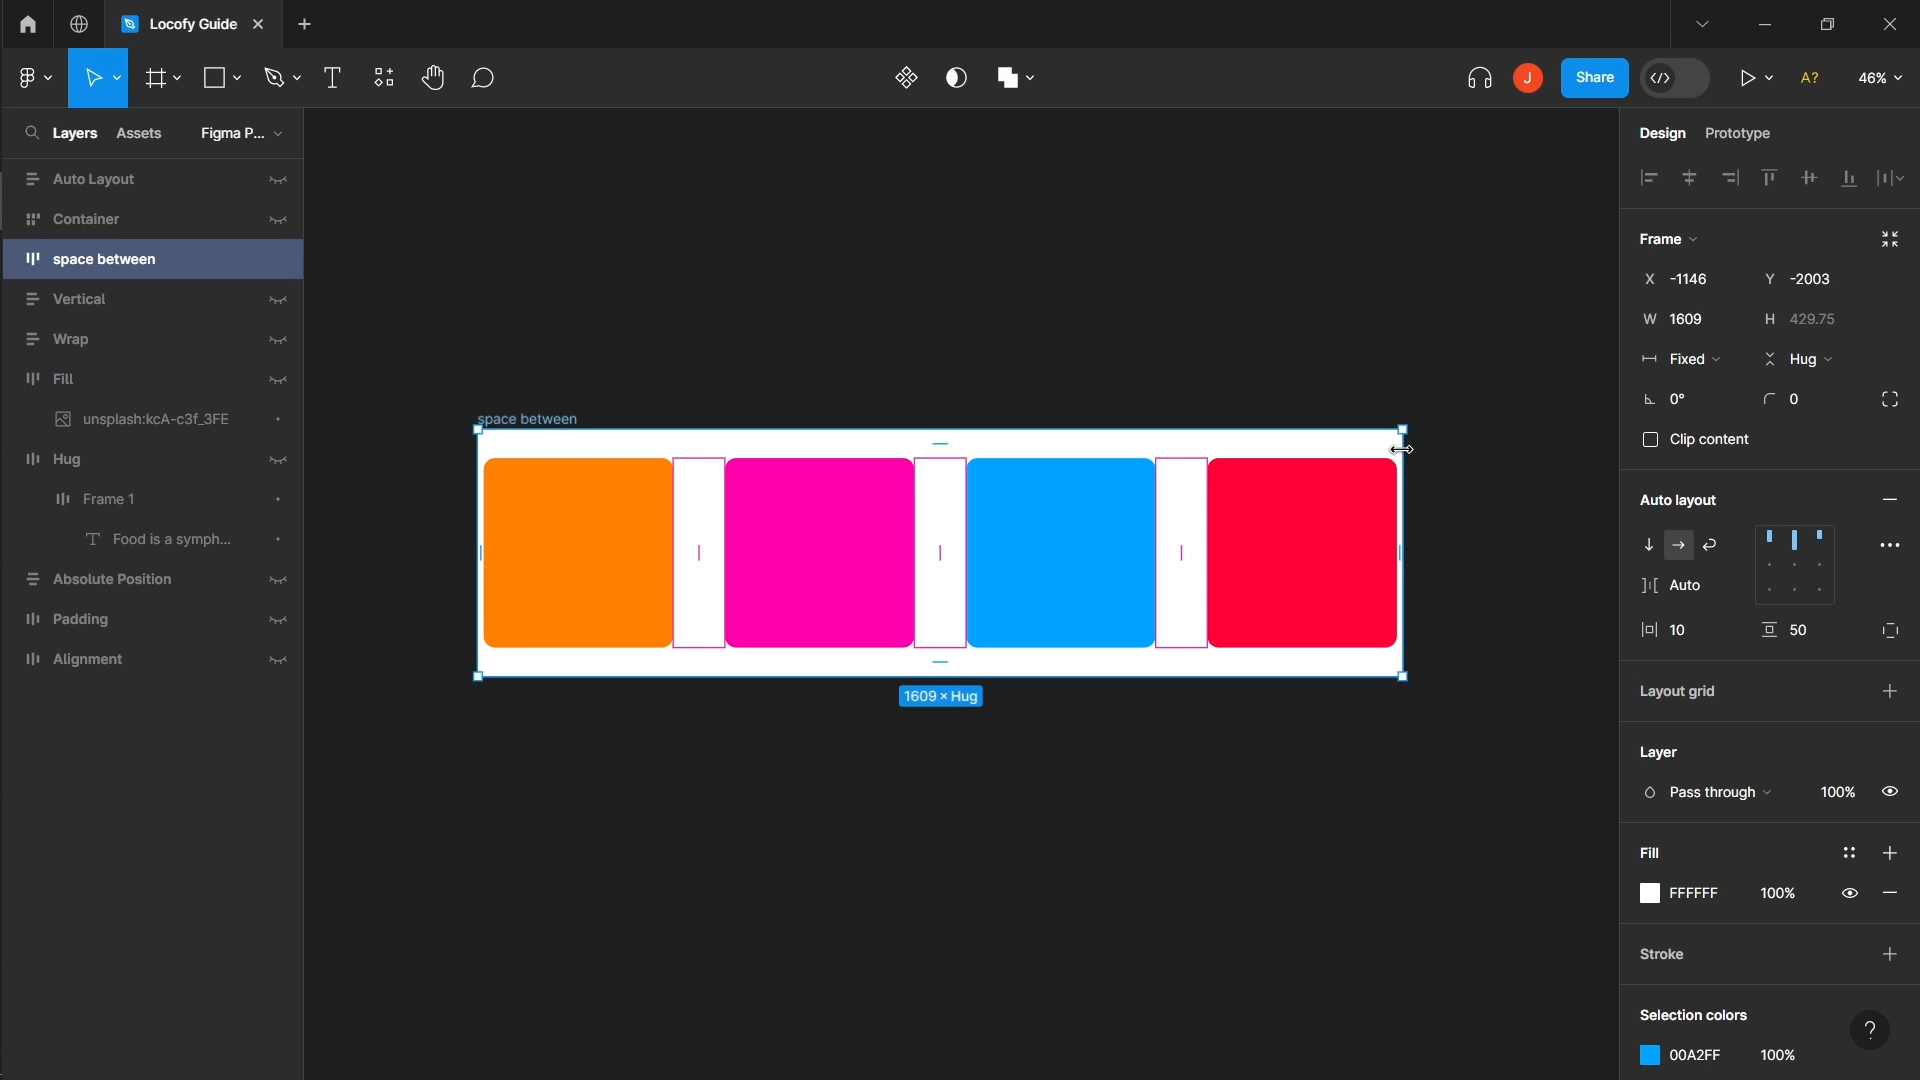 Locofy Guide
J
Share
A?
46%
Layers Assets Figma P...
Design Prototype
Auto Layout
Container
space between
Vertical
Wrap
Fill
unsplash:kcA-c3f_3FE
Hug
Frame 1
Food is a symph...
Absolute Position
Padding
Alignment
space between
1609 × Hug
Frame
X -1146 Y -2003
W 1609 H 429.75
Fixed Hug
0° 0
Clip content
Auto layout
Auto
10 50
Layout grid
Layer
Pass through 100%
Fill
FFFFFF 100%
Stroke
Selection colors
00A2FF 100%
?